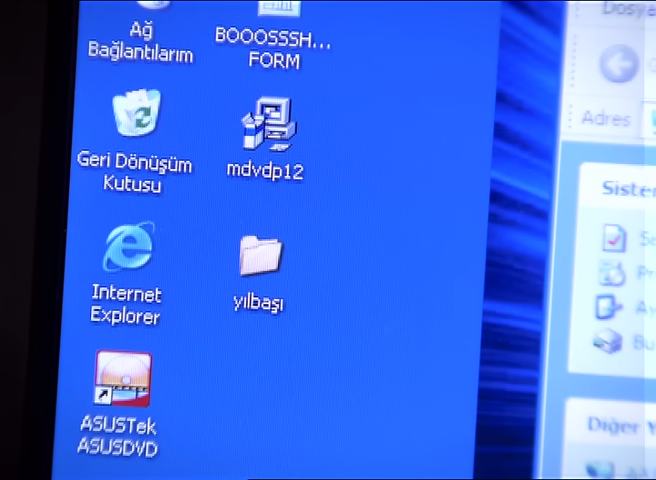 Ağ
Bağlantılarım
BOOOSSSH...
FORM
Geri Dönüşüm
Kutusu
mdvdp12
Internet
Explorer
yılbaşı
ASUSTek
ASUSDVD
Dosya
Adres
Sister
Diğer Y